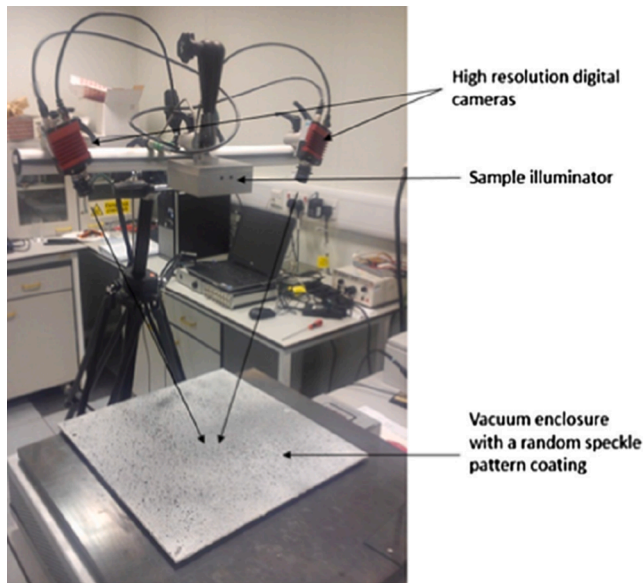 High resolution digital
cameras
Sample illuminator
Vacuum enclosure
with a random speckle
pattern coating